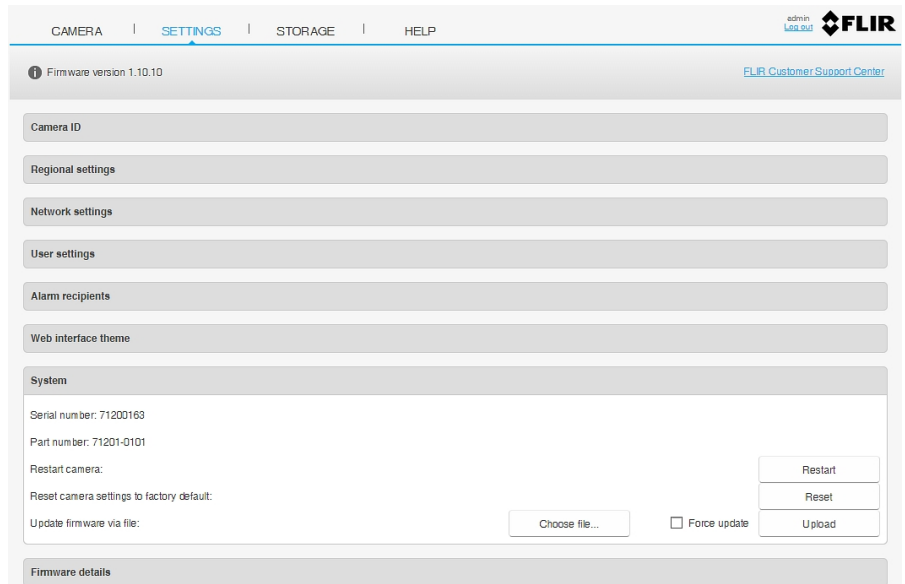 CAMERA | SETTINGS | STORAGE | HELP
admin
Log out
FLIR
Firmware version 1.10.10 FLIR Customer Support Center
Camera ID
Regional settings
Network settings
User settings
Alarm recipients
Web interface theme
System
Serial number: 71200163
Part number: 71201-0101
Restart camera: Restart
Reset camera settings to factory default: Reset
Update firmware via file: Choose file... Force update Upload
Firmware details